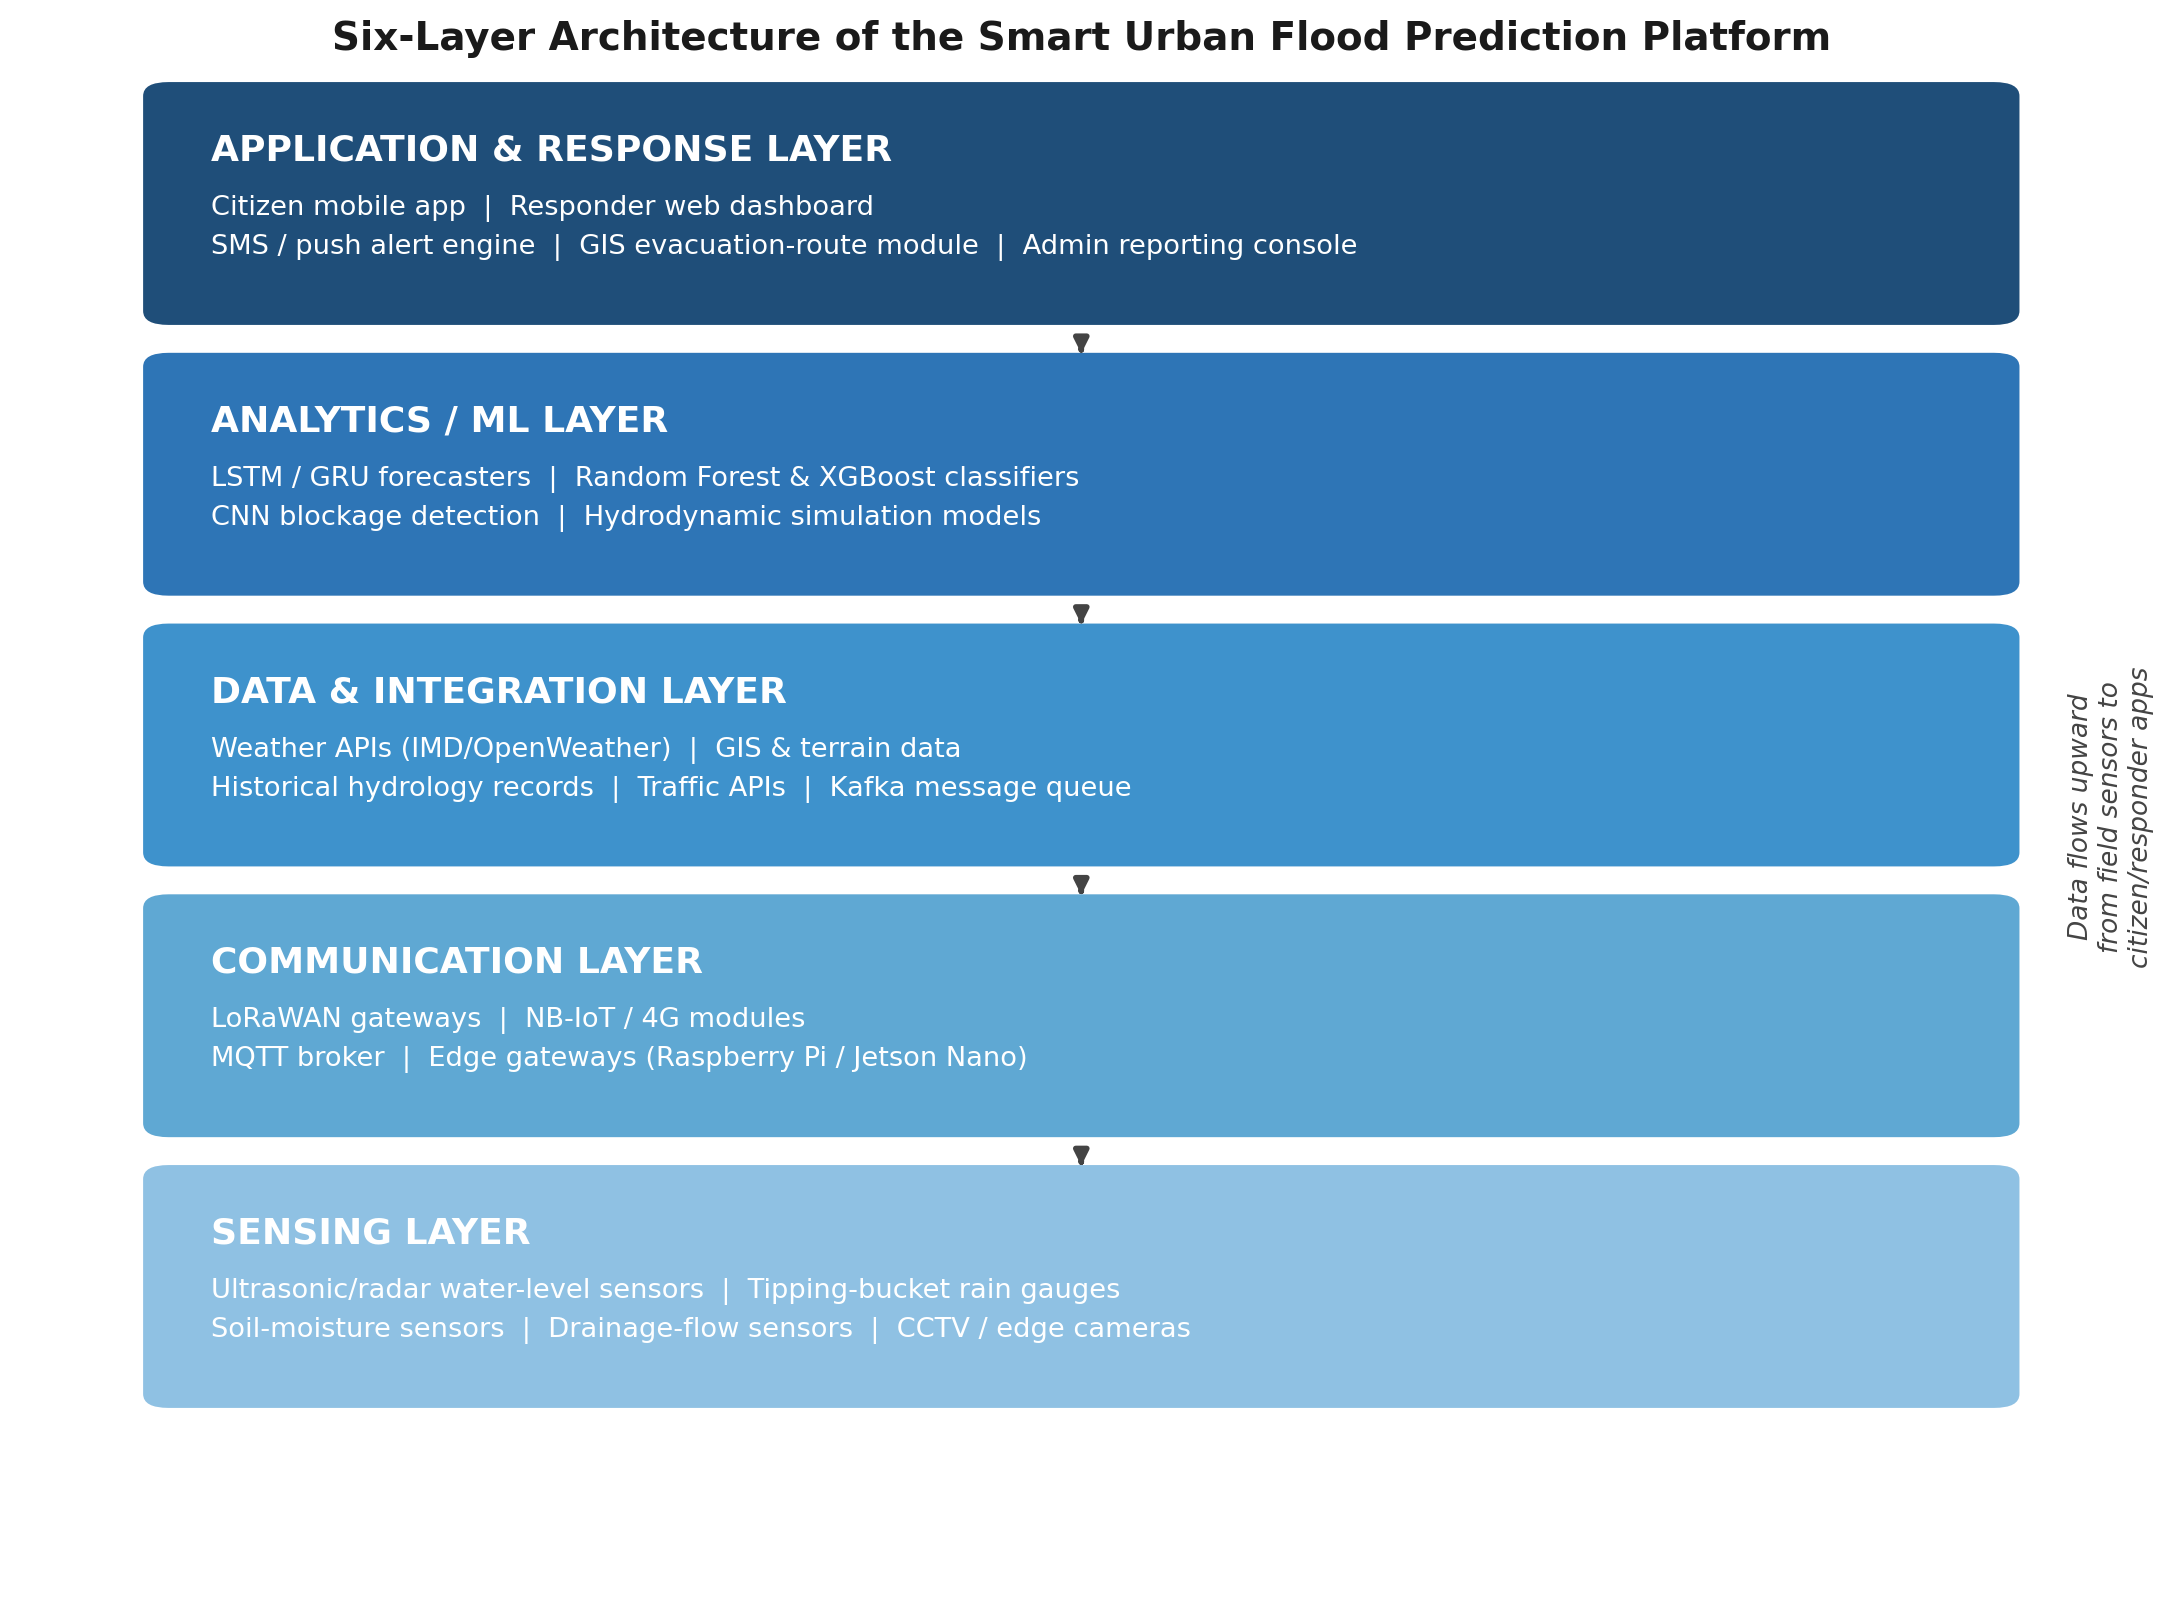 Six-Layer Architecture of the Smart Urban Flood Prediction Platform
APPLICATION & RESPONSE LAYER
Citizen mobile app | Responder web dashboard
SMS / push alert engine | GIS evacuation-route module | Admin reporting console
ANALYTICS / ML LAYER
LSTM / GRU forecasters | Random Forest & XGBoost classifiers
CNN blockage detection | Hydrodynamic simulation models
DATA & INTEGRATION LAYER
Weather APIs (IMD/OpenWeather) | GIS & terrain data
Historical hydrology records | Traffic APIs | Kafka message queue
COMMUNICATION LAYER
LoRaWAN gateways | NB-IoT / 4G modules
MQTT broker | Edge gateways (Raspberry Pi / Jetson Nano)
SENSING LAYER
Ultrasonic/radar water-level sensors | Tipping-bucket rain gauges
Soil-moisture sensors | Drainage-flow sensors | CCTV / edge cameras
Data flows upward
from field sensors to
citizen/responder apps